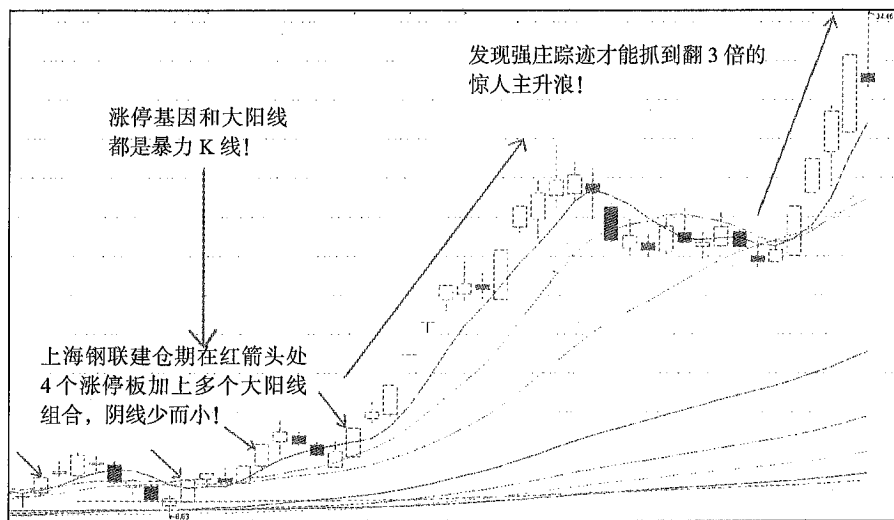 34.46
发现强庄踪迹才能抓到翻3倍的
惊人主升浪!
涨停基因和大阳线
都是暴力K线!
上海钢联建仓期在红箭头处
4个涨停板加上多个大阳线
组合,阴线少而小!